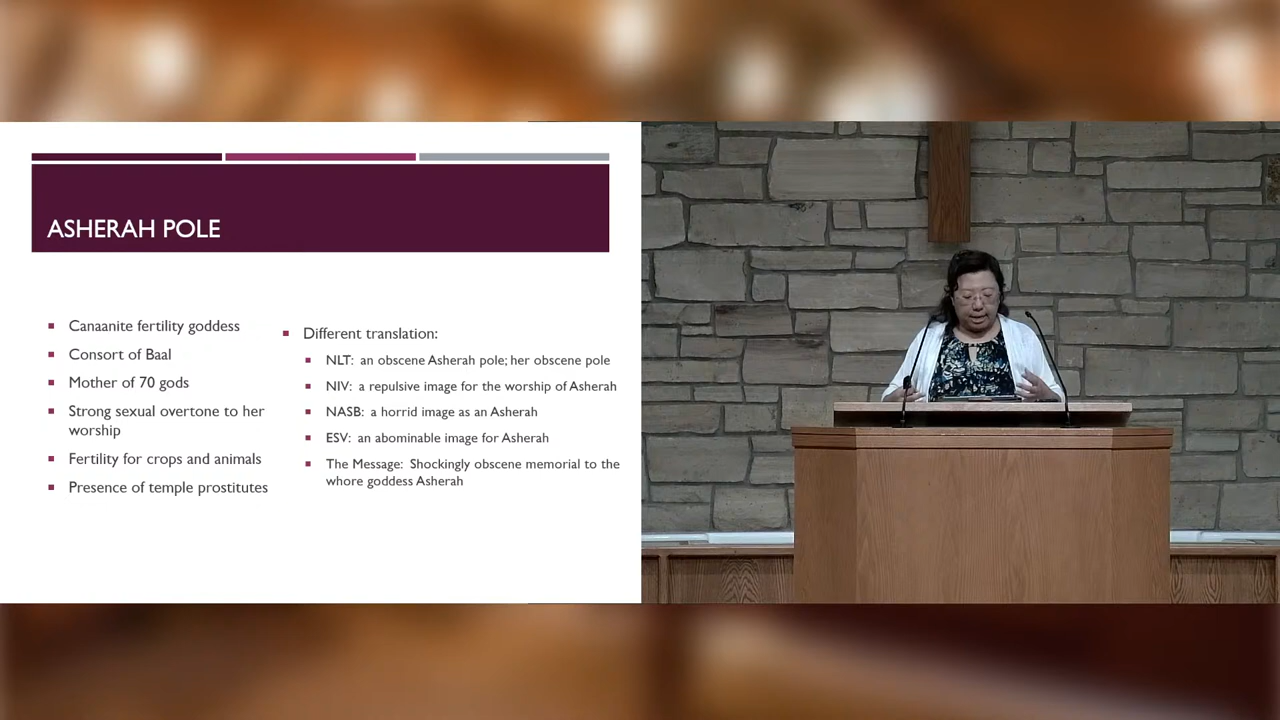 ASHERAH POLE
Canaanite fertility goddess
Consort of Baal
Mother of 70 gods
Strong sexual overtone to her
worship
Fertility for crops and animals
Presence of temple prostitutes
Different translation:
NLT: an obscene Asherah pole; her obscene pole
NIV: a repulsive image for the worship of Asherah
NASB: a horrid image as an Asherah
ESV: an abominable image for Asherah
The Message: Shockingly obscene memorial to the
whore goddess Asherah